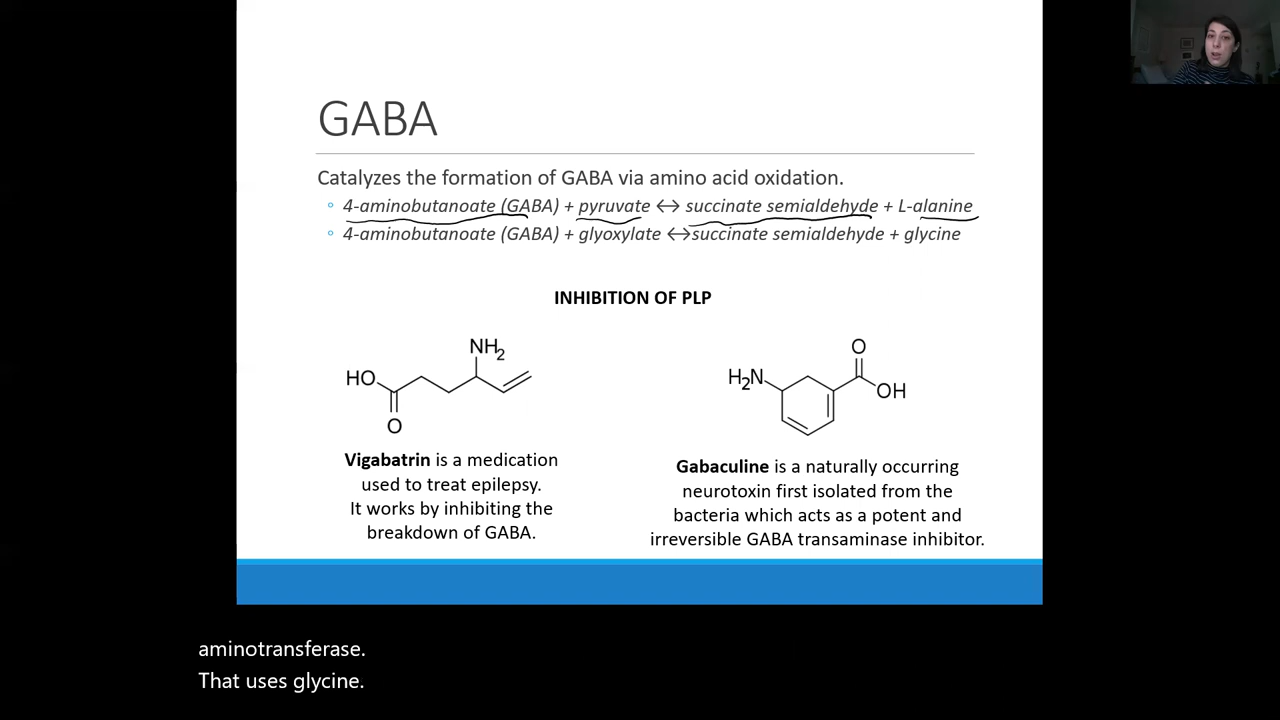 GABA
Catalyzes the formation of GABA via amino acid oxidation.
4-aminobutanoate (GABA) + pyruvate ↔ succinate semialdehyde + L-alanine
4-aminobutanoate (GABA) + glyoxylate ↔succinate semialdehyde + glycine
INHIBITION OF PLP
NH2
HO
O
O
H2N
OH
Vigabatrin is a medication
used to treat epilepsy.
It works by inhibiting the
breakdown of GABA.
Gabaculine is a naturally occurring
neurotoxin first isolated from the
bacteria which acts as a potent and
irreversible GABA transaminase inhibitor.
aminotransferase.
That uses glycine.